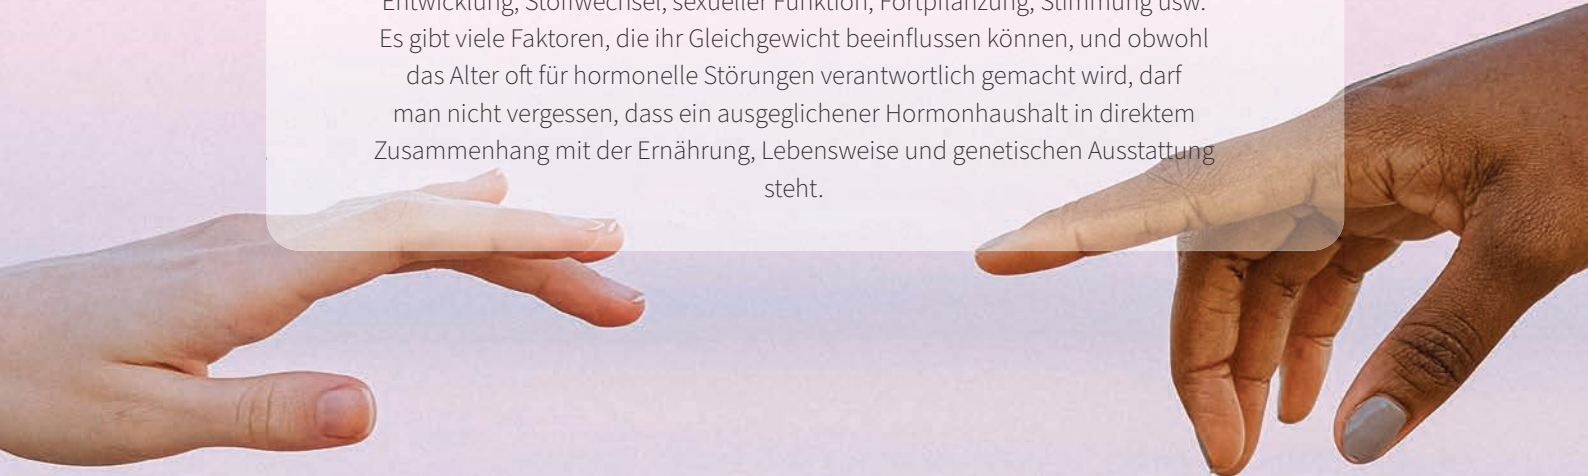 Entwicklung, Stoffwechsel, sexueller Funktion, Fortpflanzung, Stimmung usw.
Es gibt viele Faktoren, die ihr Gleichgewicht beeinflussen können, und obwohl
das Alter oft für hormonelle Störungen verantwortlich gemacht wird, darf
man nicht vergessen, dass ein ausgeglichener Hormonhaushalt in direktem
Zusammenhang mit der Ernährung, Lebensweise und genetischen Ausstattung
steht.